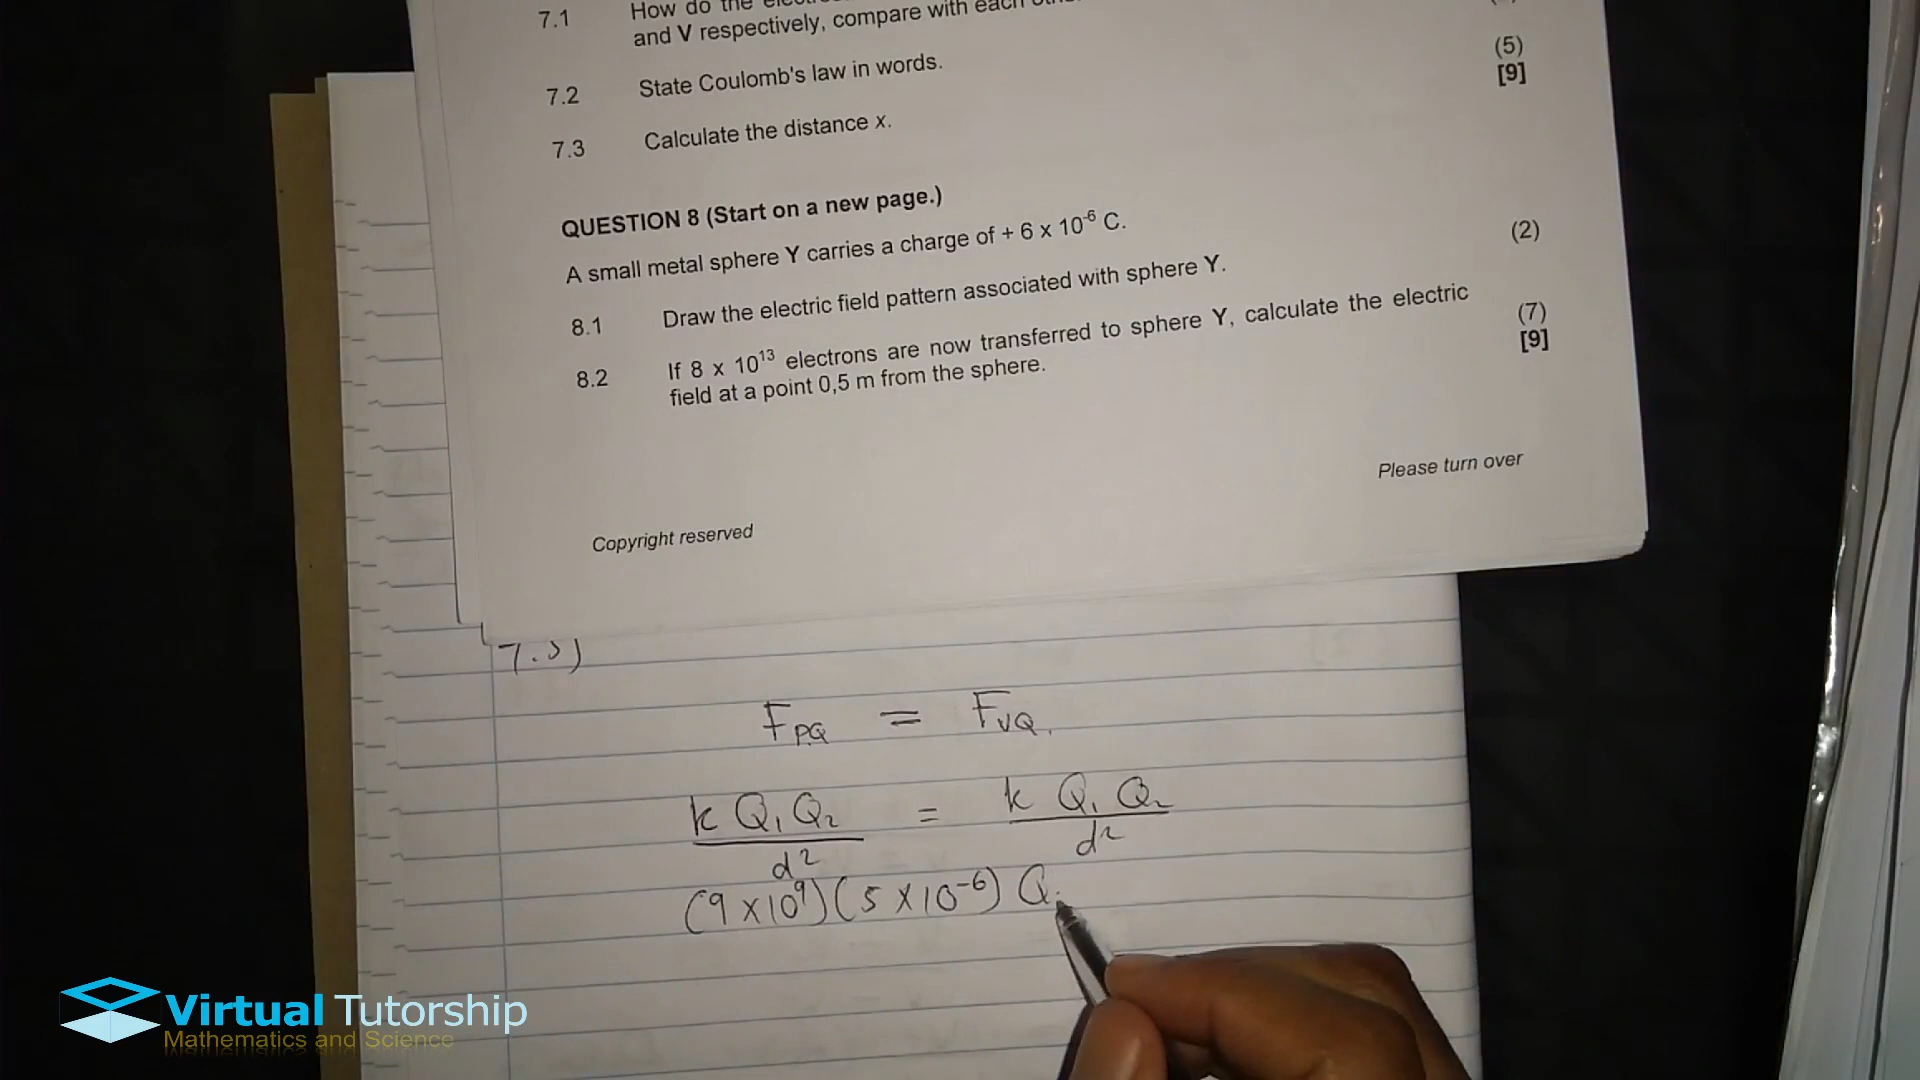 7.1 How do the
and V respectively, compare with each
7.2 State Coulomb's law in words.
(5)
[9]
7.3 Calculate the distance x.
QUESTION 8 (Start on a new page.)
A small metal sphere Y carries a charge of + 6 x 10⁻⁶ C.
8.1 Draw the electric field pattern associated with sphere Y. (2)
8.2 If 8 x 10¹³ electrons are now transferred to sphere Y, calculate the electric
field at a point 0,5 m from the sphere. (7)
[9]
Copyright reserved
Please turn over
F_PQ = F_VQ
k Q₁ Q₂ / d² = k Q₁ Q₂ / d²
(9 x 10⁹)(5 x 10⁻⁶) Q
Virtual Tutorship
Mathematics and Science